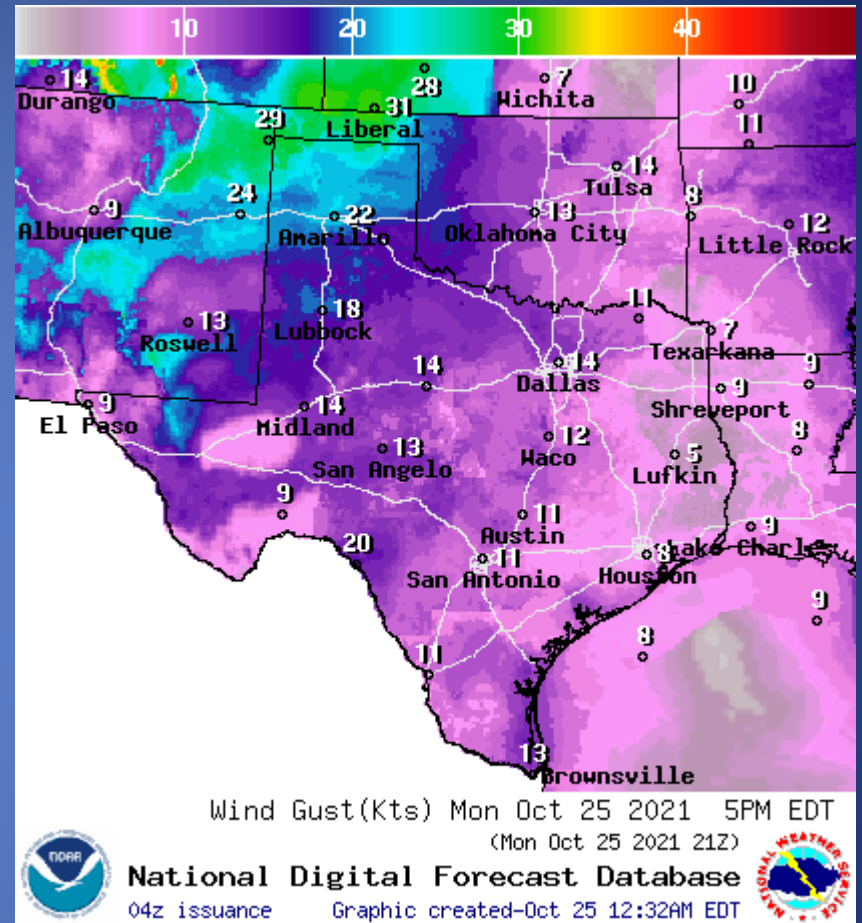 10 20 30 40
28
14 7
Durango Wichita
10
31
Liberal
29 11
14
Tulsa
9 24 22 13 8 12
Albuquerque Amarillo Oklahoma City Little Rock
13 18 11
Roswell Lubbock 7
Texarkana
14 14 9
Dallas 9
9 14 Shreveport
El Paso Midland
13 12 8
San Angelo Waco 5
Lufkin
9 11 9
Austin
20 11 8 Lake Charles
San Antonio Houston
9
8
11
13
Brownsville
Wind Gust(Kts) Mon Oct 25 2021 5PM EDT
(Mon Oct 25 2021 21Z)
NOAA NATIONAL WEATHER SERVICE
National Digital Forecast Database
04z issuance Graphic created-Oct 25 12:32AM EDT